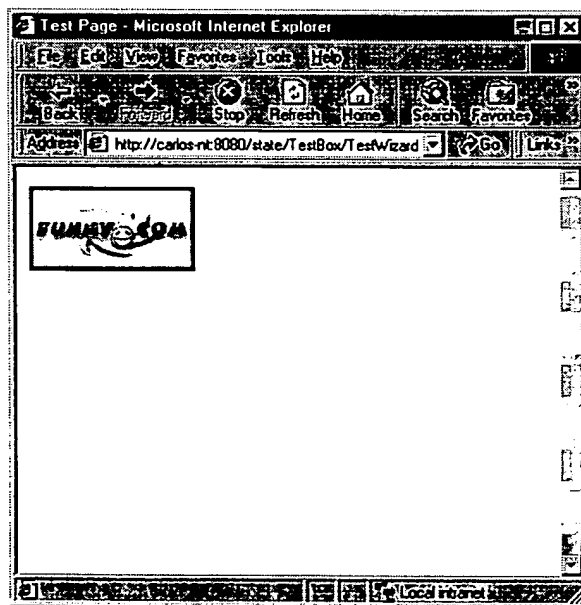 Test Page - Microsoft Internet Explorer
File Edit View Favorites Tools Help
Back Forward Stop Refresh Home Search Favorites
Address http://carlos-nt:8080/state/TestBox/TestWizard Go Links
FUMMY.COM
Local intranet